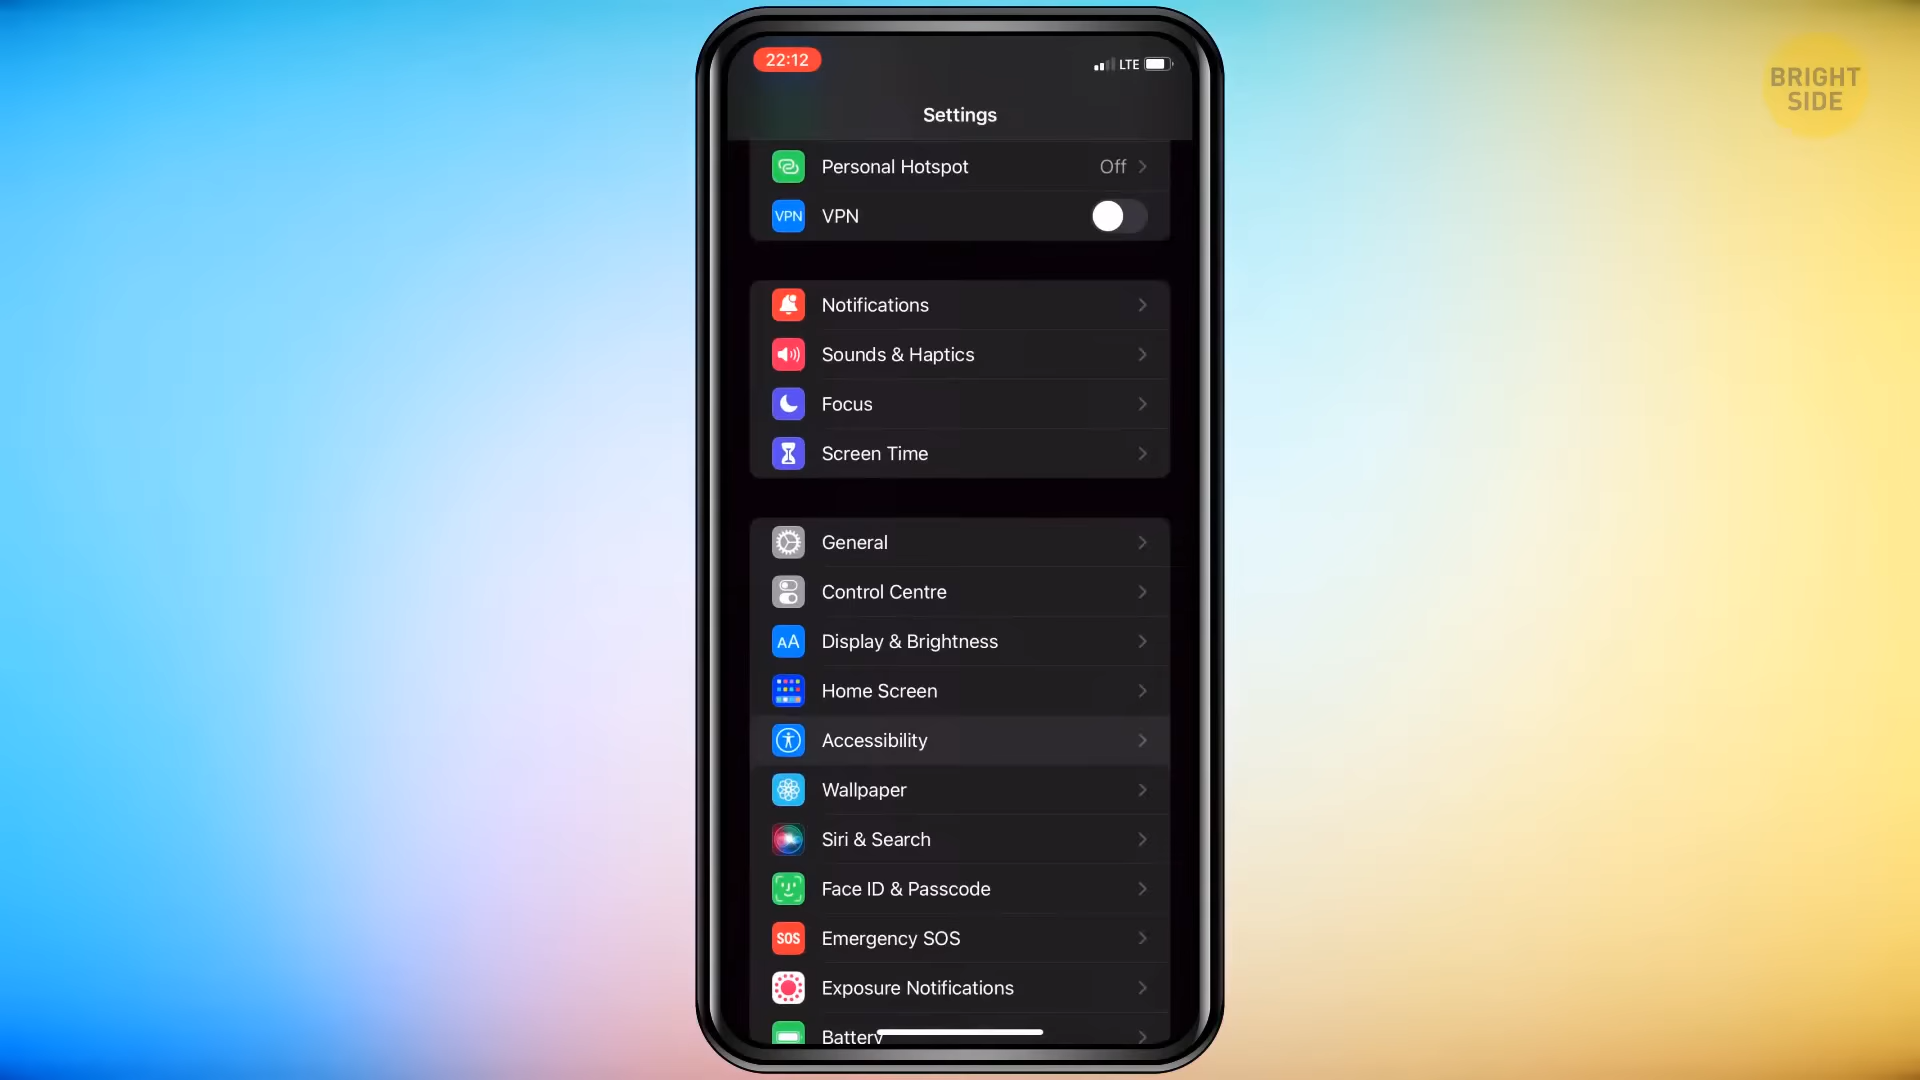 22:12
LTE
BRIGHT
SIDE
Settings
Personal Hotspot Off
VPN VPN
Notifications
Sounds & Haptics
Focus
Screen Time
General
Control Centre
AA Display & Brightness
Home Screen
Accessibility
Wallpaper
Siri & Search
Face ID & Passcode
SOS Emergency SOS
Exposure Notifications
Battery